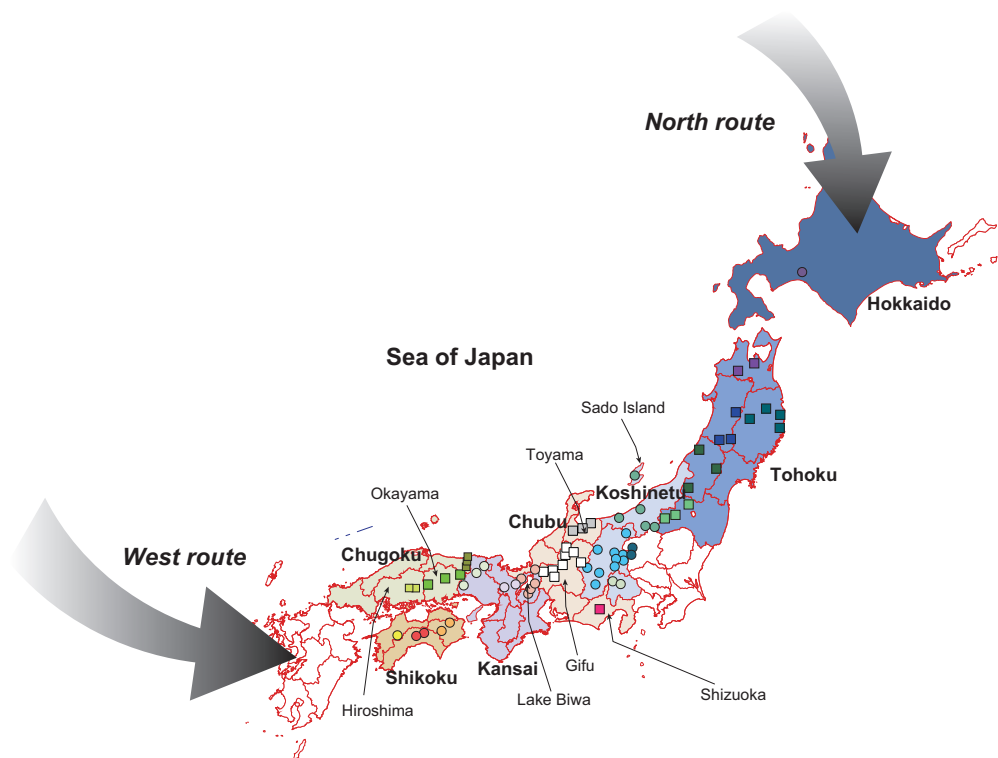 North route
Hokkaido
Sea of Japan
Sado Island
Toyama
Tohoku
Koshinetu
Okayama
Chubu
West route
Chugoku
Gifu
Kansai
Shikoku
Shizuoka
Lake Biwa
Hiroshima